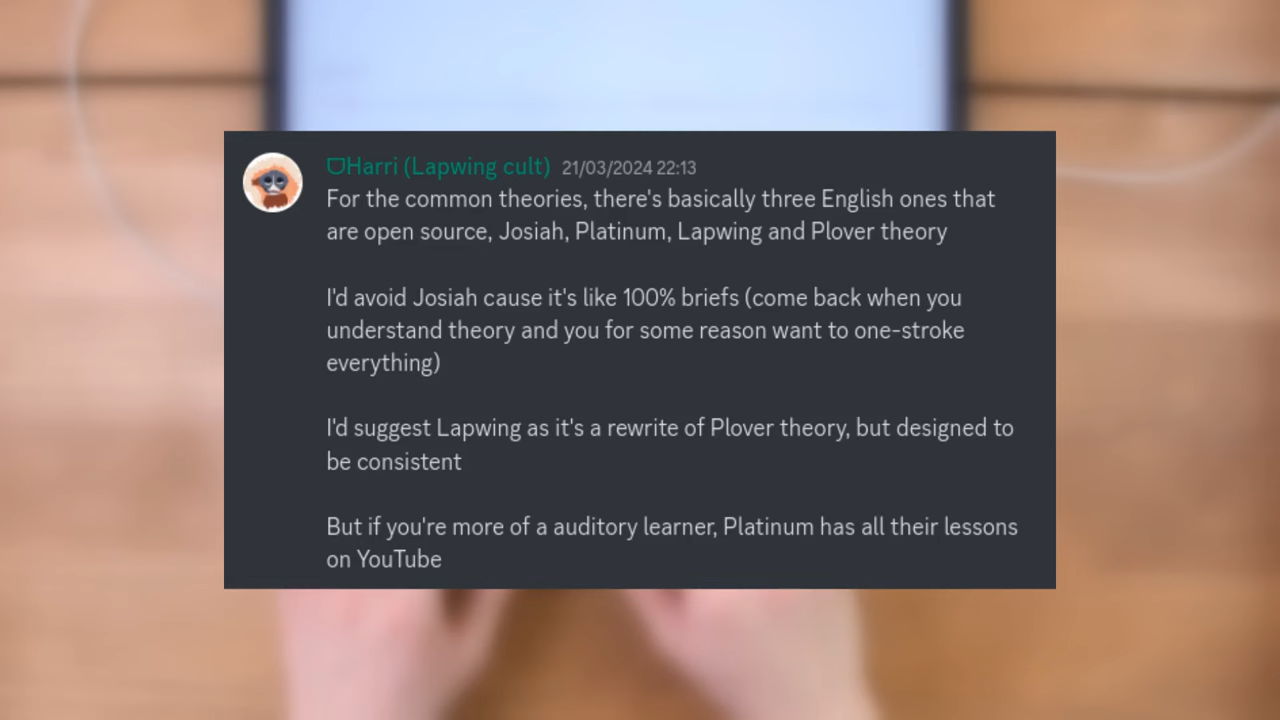 Harri (Lapwing cult) 21/03/2024 22:13
For the common theories, there's basically three English ones that
are open source, Josiah, Platinum, Lapwing and Plover theory
I'd avoid Josiah cause it's like 100% briefs (come back when you
understand theory and you for some reason want to one-stroke
everything)
I'd suggest Lapwing as it's a rewrite of Plover theory, but designed to
be consistent
But if you're more of a auditory learner, Platinum has all their lessons
on YouTube